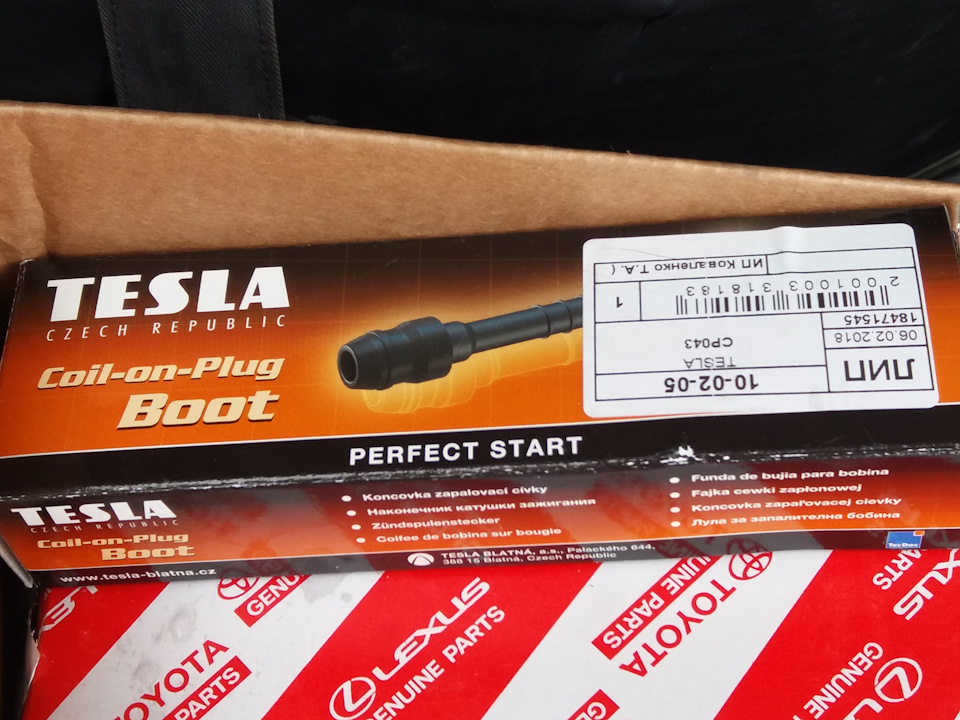 TESLA
CZECH REPUBLIC
Coil-on-Plug
Boot
PERFECT START
ИП Коваленко Т.А. (
2 001003 318183
1
18471545
06.02.2018
ЛИП
CP043
TESLA
10-02-05
TESLA
CZECH REPUBLIC
Coil-on-Plug
Boot
www.tesla-blatna.cz
Koncovka zapalovací cívky
Наконечник катушки зажигания
Zündspulenstecker
Coifee de bobina sur bougie
Funda de bujia para bobina
Fajka cewki zapłonowej
Koncovka zapaľovacej cievky
Лула за запалителна бобина
TESLA BLATNÁ, a.s., Palackého 644,
388 15 Blatná, Czech Republic
TecDoc
GENUINE
TOYOTA
PARTS
LEXUS
GENUINE PARTS
TOYOTA
GENUINE PARTS
LEXUS